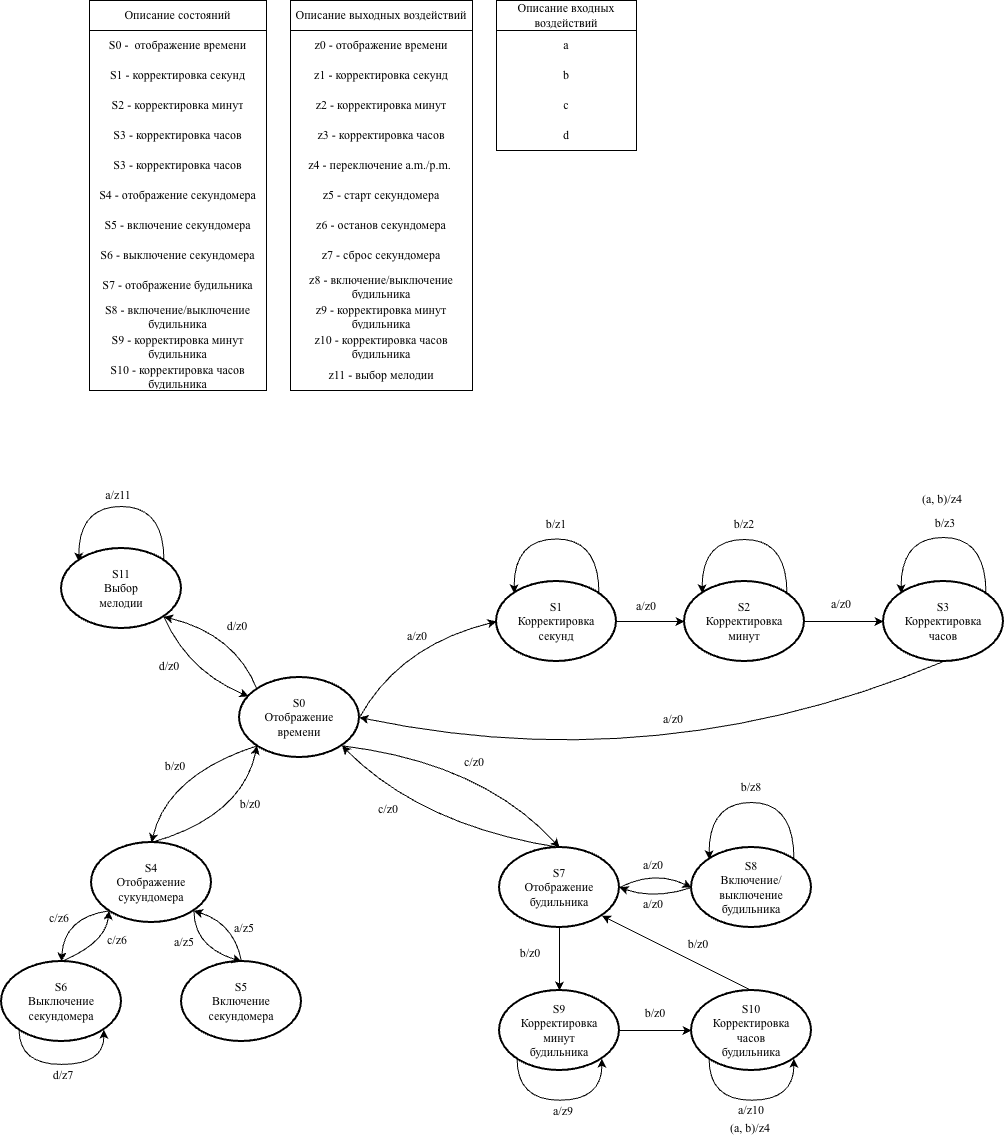 Описание состояний
S0 - отображение времени
S1 - корректировка секунд
S2 - корректировка минут
S3 - корректировка часов
S3 - корректировка часов
S4 - отображение секундомера
S5 - включение секундомера
S6 - выключение секундомера
S7 - отображение будильника
S8 - включение/выключение
будильника
S9 - корректировка минут
будильника
S10 - корректировка часов
будильника
Описание выходных воздействий
z0 - отображение времени
z1 - корректировка секунд
z2 - корректировка минут
z3 - корректировка часов
z4 - переключение a.m./p.m.
z5 - старт секундомера
z6 - останов секундомера
z7 - сброс секундомера
z8 - включение/выключение
будильника
z9 - корректировка минут
будильника
z10 - корректировка часов
будильника
z11 - выбор мелодии
Описание входных
воздействий
a
b
c
d
a/z11
S11
Выбор
мелодии
d/z0
d/z0
S0
Отображение
времени
a/z0
b/z1
S1
Корректировка
секунд
a/z0
b/z2
S2
Корректировка
минут
a/z0
(a, b)/z4
b/z3
S3
Корректировка
часов
a/z0
b/z0
b/z0
c/z0
c/z0
S4
Отображение
сукундомера
c/z6
c/z6
a/z5
a/z5
S6
Выключение
секундомера
d/z7
S5
Включение
секундомера
S7
Отображение
будильника
a/z0
a/z0
b/z8
S8
Включение/
выключение
будильника
b/z0
b/z0
S9
Корректировка
минут
будильника
b/z0
S10
Корректировка
часов
будильника
a/z9
a/z10
(a, b)/z4